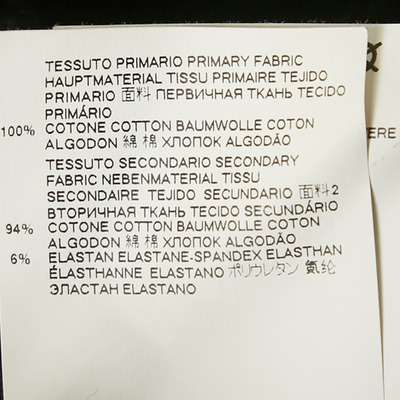 TESSUTO PRIMARIO PRIMARY FABRIC
HAUPTMATERIAL TISSU PRIMAIRE TEJIDO
PRIMARIO 面料 ПЕРВИЧНАЯ ТКАНЬ TECIDO
PRIMÁRIO
100% COTONE COTTON BAUMWOLLE COTON
ALGODON 綿 棉 ХЛОПОК ALGODÃO
TESSUTO SECONDARIO SECONDARY
FABRIC NEBENMATERIAL TISSU
SECONDAIRE TEJIDO SECUNDARIO 面料2
ВТОРИЧНАЯ ТКАНЬ TECIDO SECUNDÁRIO
94% COTONE COTTON BAUMWOLLE COTON
ALGODON 綿 棉 ХЛОПОК ALGODÃO
6% ELASTAN ELASTANE-SPANDEX ELASTHAN
ÉLASTHANNE ELASTANO ポリウレタン 氨纶
ЭЛАСТАН ELASTANO